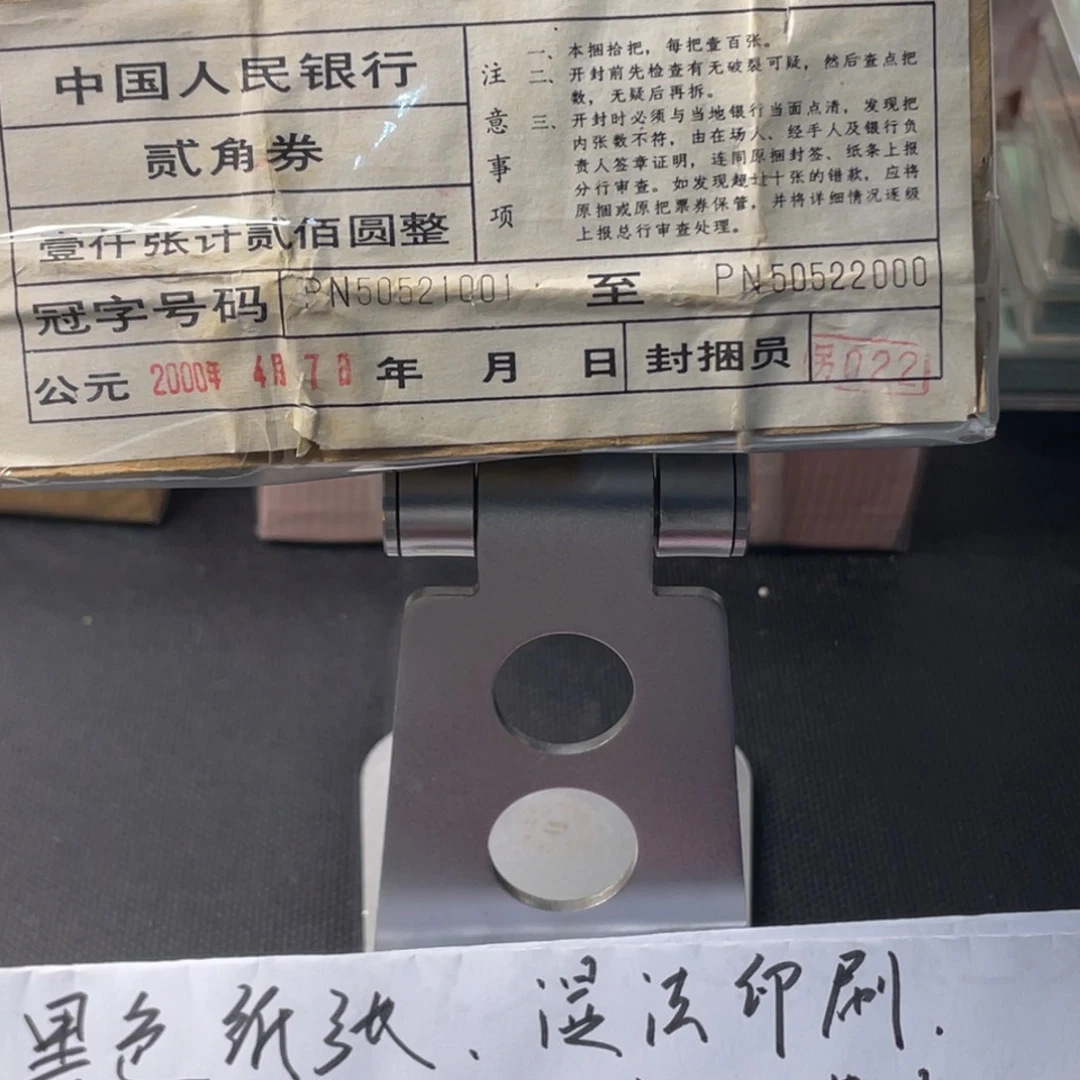 中国人民银行
贰角券
壹仟张计贰佰圆整
注意事项
一、本捆拾把，每把壹百张。
二、开封前先检查有无破裂可疑，然后查点把
数，无疑后再拆。
三、开封时必须与当地银行当面点清，发现把
内张数不符，由在场人、经手人及银行负
责人签章证明，连同原捆封签、纸条上报
分行审查。如发现超过十张的错款，应将
原捆或原把票券保管，并将详细情况逐级
上报总行审查处理。
冠字号码 PN50521001 至 PN50522000
公元 2000年 4月 7日 年 月 日 封捆员 022
黑色纸张、湿法印刷.